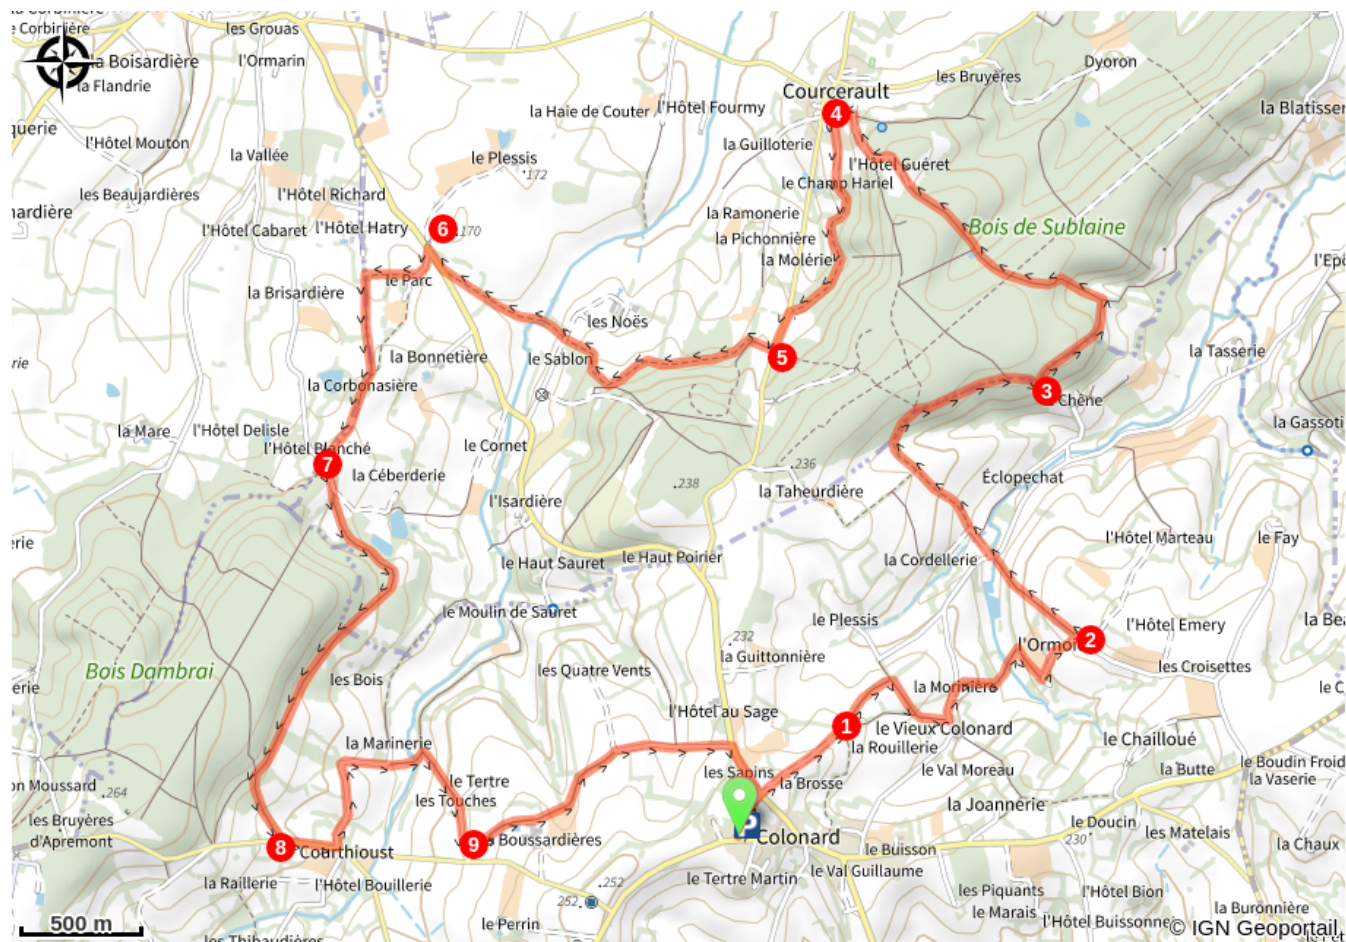 les Grouas
la Boisardière
l'Ormarin
la Flandrie
Courcerault
les Bruyères
Dyoron
la Haie de Couter
l'Hôtel Fourmy
4
l'Hôtel Mouton
la Vallée
le Plessis
172
la Guilloterie
l'Hôtel Guéret
les Beaujardières
l'Hôtel Richard
le Champ Hariel
la Ramonerie
Bois de Sublaine
l'Hôtel Cabaret
l'Hôtel Hatry
6
170
la Pichonnière
la Molérie
le Parc
la Brisardière
les Noës
la Tasserie
la Bonnetière
le Sablon
5
la Corbonasière
3
Chêne
la Mare
l'Hôtel Delisle
l'Hôtel Blanché
le Cornet
7
la Céberderie
236
238
la Taheurdière
Éclopechat
l'Isardière
l'Hôtel Marteau
le Fay
le Haut Sauret
le Haut Poirier
la Cordellerie
le Moulin de Sauret
le Plessis
232
la Guittonnière
l'Hôtel Emery
2
les Croisettes
Bois Dambrai
les Quatre Vents
les Bois
la Morinière
l'Hôtel au Sage
1
le Vieux Colonard
la Rouillerie
le Chailloué
la Marinerie
les Sapins
la Brosse
le Val Moreau
la Butte
le Boudin Froid
la Vaserie
le Tertre
les Touches
264
la Joannerie
les Bruyères
d'Apremont
P
Colonard
le Doucin
les Matelais
230
la Chaux
8
Courthioust
9
Boussardières
le Buisson
la Raillerie
l'Hôtel Bouillerie
le Tertre Martin
le Val Guillaume
252
252
les Piquants
l'Hôtel Bion
le Marais
la Buronnière
500 m
le Perrin
© IGN Geoportail